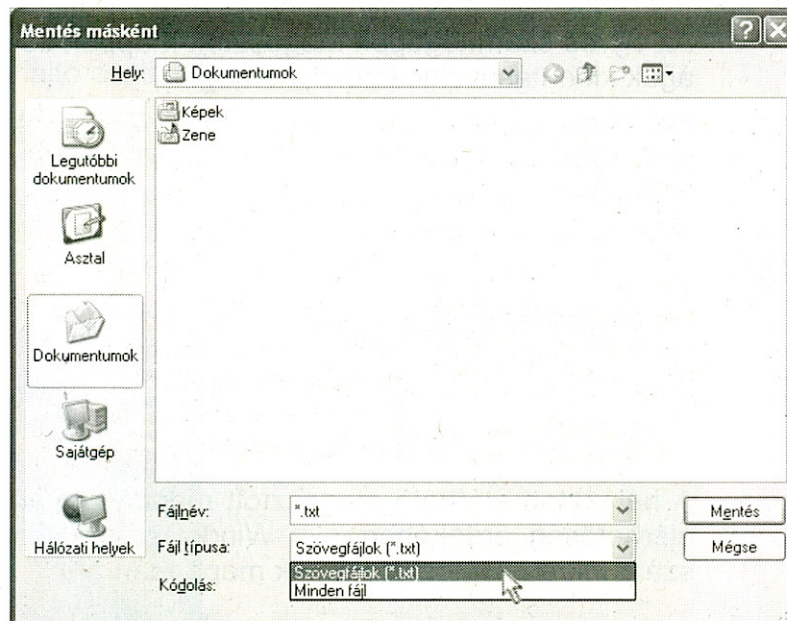 Mentés másként
Hely: Dokumentumok
Képek
Zene
Legutóbbi
dokumentumok
Asztal
Dokumentumok
Sajátgép
Hálózati helyek
Fájlnév: *.txt Mentés
Fájl típusa: Szövegfájlok (*.txt) Mégse
Kódolás: Szövegfájlok (*.txt)
Minden fájl